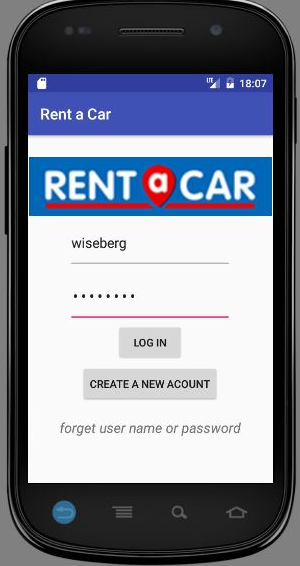 LTE 18:07
Rent a Car
RENT a CAR
wiseberg
••••••••
LOG IN
CREATE A NEW ACOUNT
forget user name or password